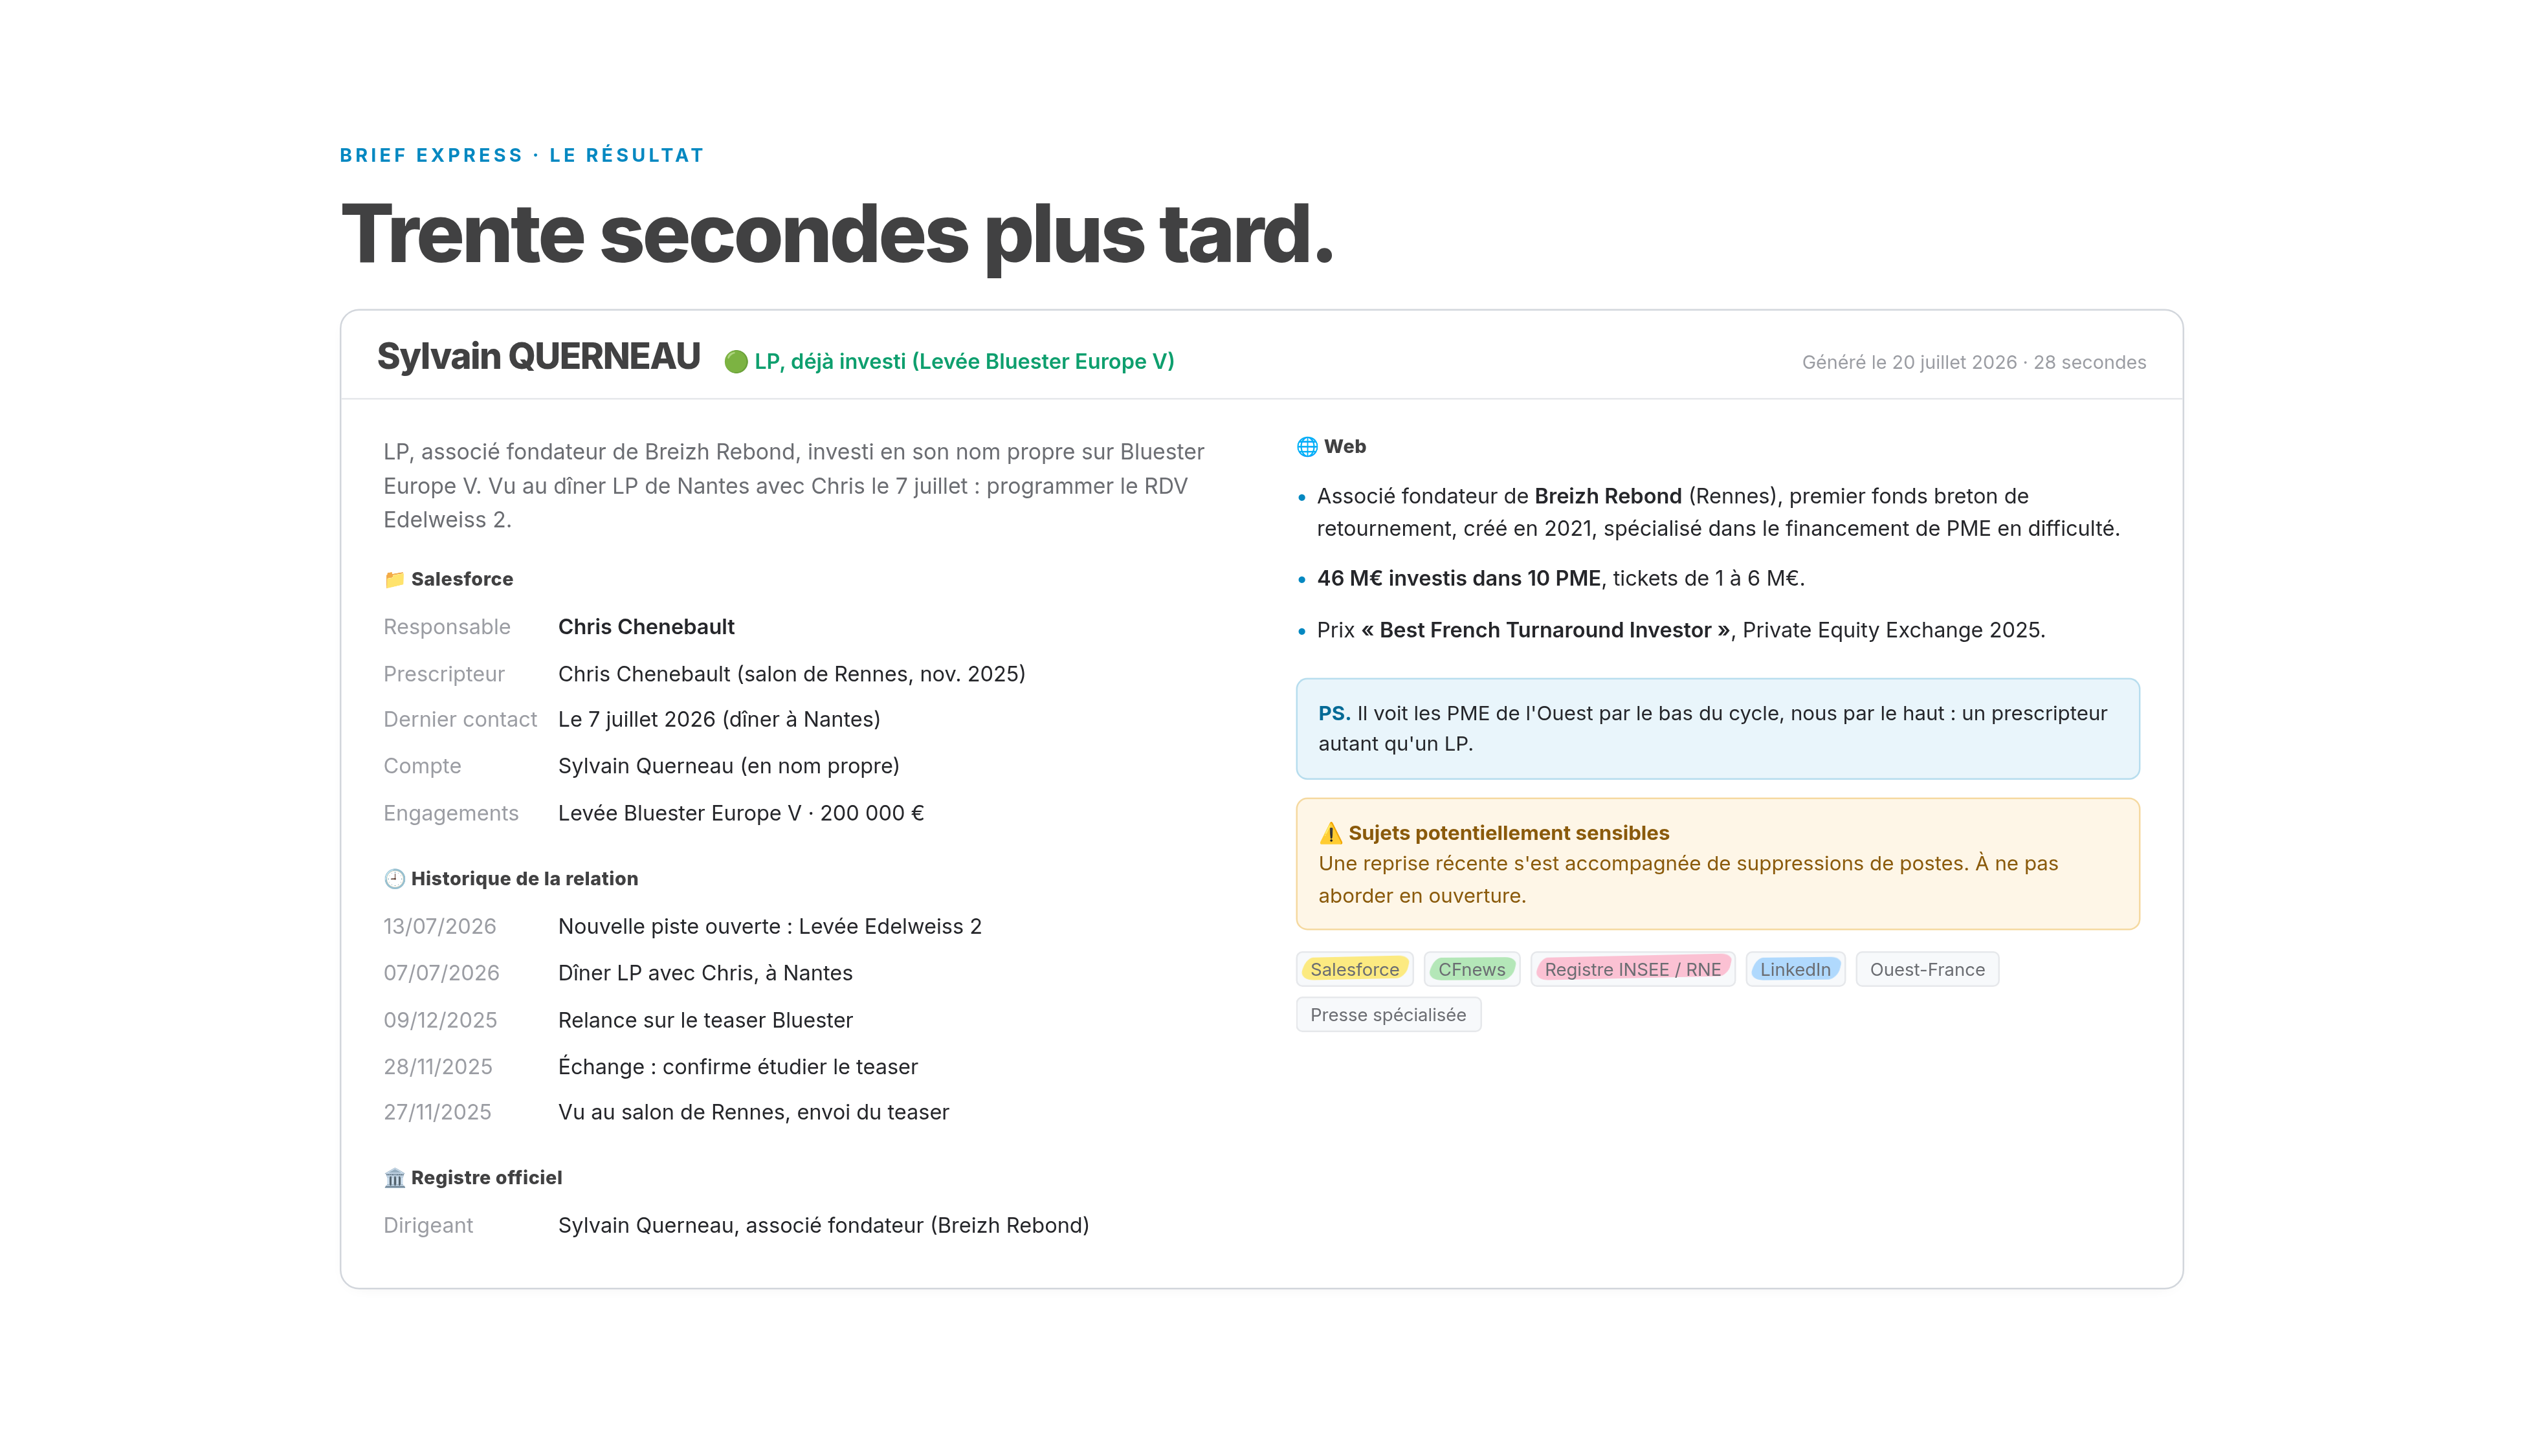 BRIEF EXPRESS · LE RÉSULTAT
Trente secondes plus tard.
Sylvain QUERNEAU 🟢 LP, déjà investi (Levée Bluester Europe V)
Généré le 20 juillet 2026 · 28 secondes
LP, associé fondateur de Breizh Rebond, investi en son nom propre sur Bluester
Europe V. Vu au dîner LP de Nantes avec Chris le 7 juillet : programmer le RDV
Edelweiss 2.
📁 Salesforce
Responsable Chris Chenebault
Prescripteur Chris Chenebault (salon de Rennes, nov. 2025)
Dernier contact Le 7 juillet 2026 (dîner à Nantes)
Compte Sylvain Querneau (en nom propre)
Engagements Levée Bluester Europe V · 200 000 €
🕘 Historique de la relation
13/07/2026 Nouvelle piste ouverte : Levée Edelweiss 2
07/07/2026 Dîner LP avec Chris, à Nantes
09/12/2025 Relance sur le teaser Bluester
28/11/2025 Échange : confirme étudier le teaser
27/11/2025 Vu au salon de Rennes, envoi du teaser
🏛️ Registre officiel
Dirigeant Sylvain Querneau, associé fondateur (Breizh Rebond)
🌐 Web
• Associé fondateur de Breizh Rebond (Rennes), premier fonds breton de
retournement, créé en 2021, spécialisé dans le financement de PME en difficulté.
• 46 M€ investis dans 10 PME, tickets de 1 à 6 M€.
• Prix « Best French Turnaround Investor », Private Equity Exchange 2025.
PS. Il voit les PME de l'Ouest par le bas du cycle, nous par le haut : un prescripteur
autant qu'un LP.
⚠️ Sujets potentiellement sensibles
Une reprise récente s'est accompagnée de suppressions de postes. À ne pas
aborder en ouverture.
Salesforce CFnews Registre INSEE / RNE LinkedIn Ouest-France
Presse spécialisée